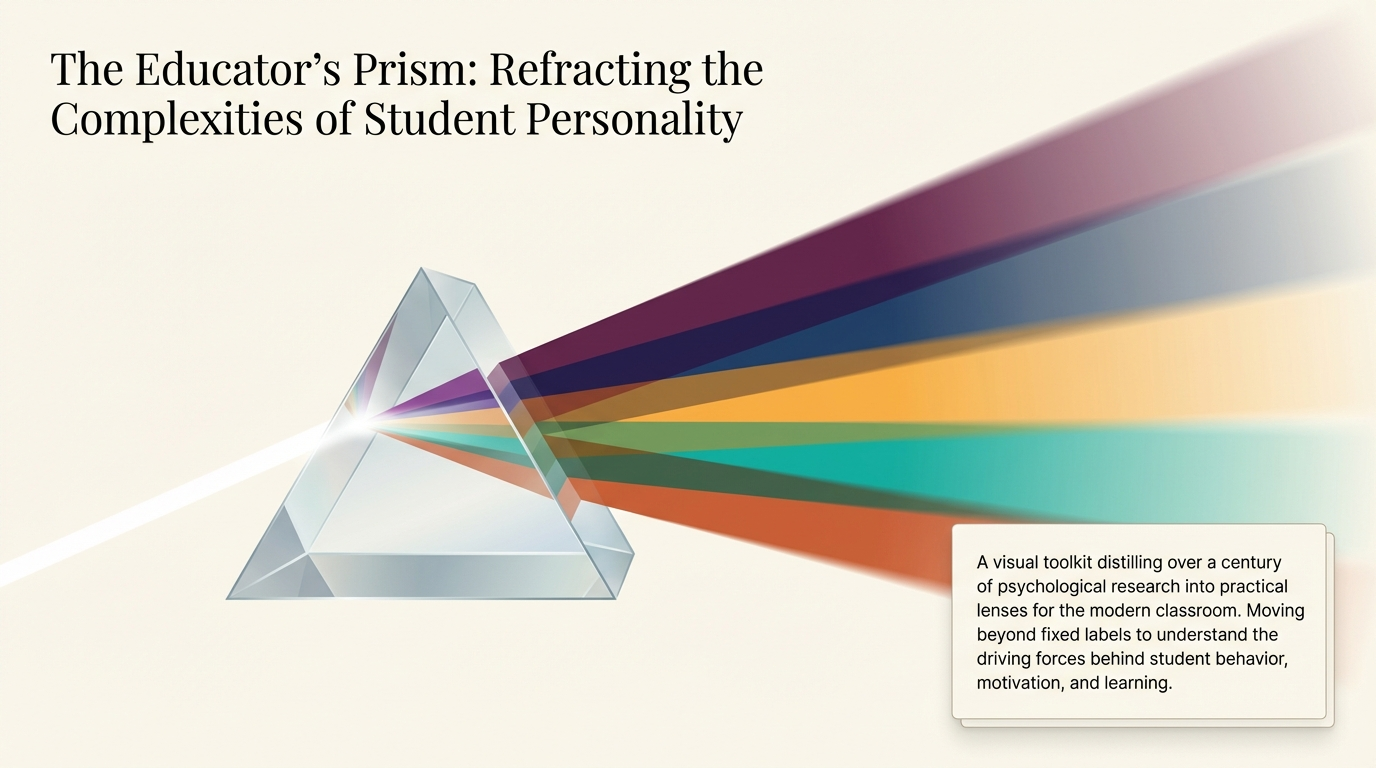 The Educator’s Prism: Refracting the
Complexities of Student Personality
A visual toolkit distilling over a century
of psychological research into practical
lenses for the modern classroom. Moving
beyond fixed labels to understand the
driving forces behind student behavior,
motivation, and learning.